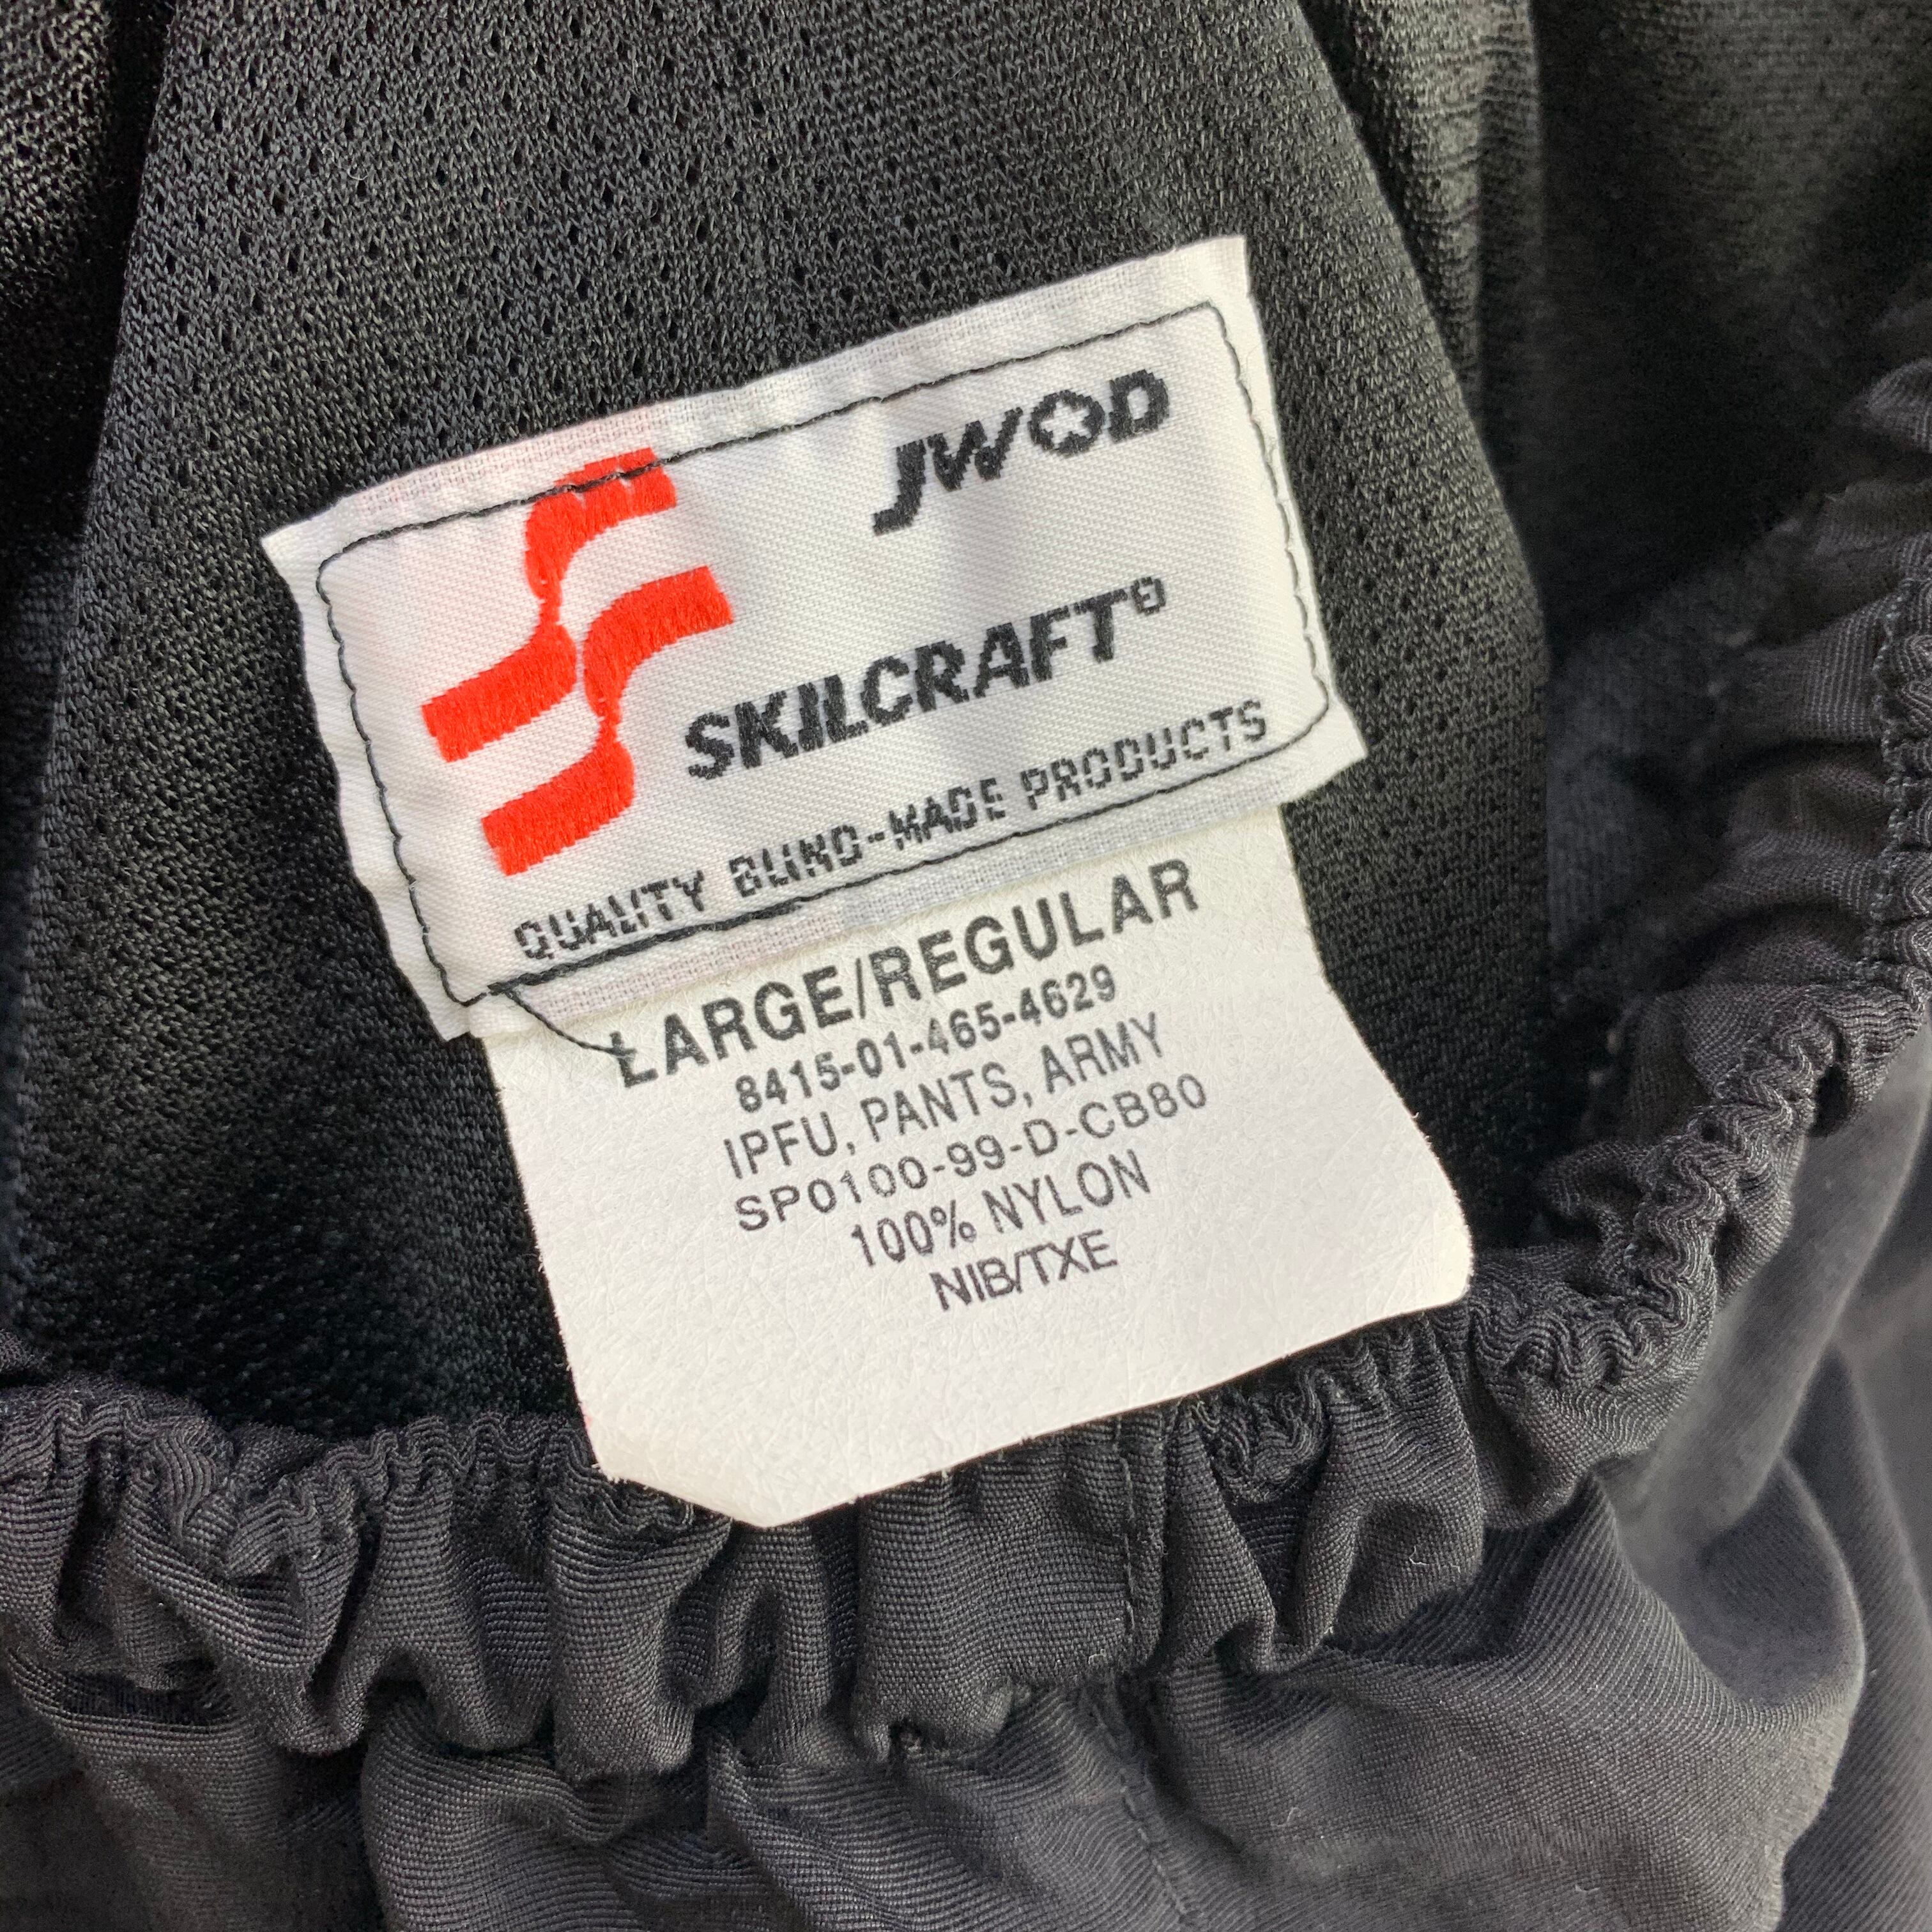 JWOD
SKILCRAFT®
QUALITY BLIND-MADE PRODUCTS
LARGE/REGULAR
8415-01-465-4629
IPFU, PANTS, ARMY
SP0100-99-D-CB80
100% NYLON
NIB/TXE